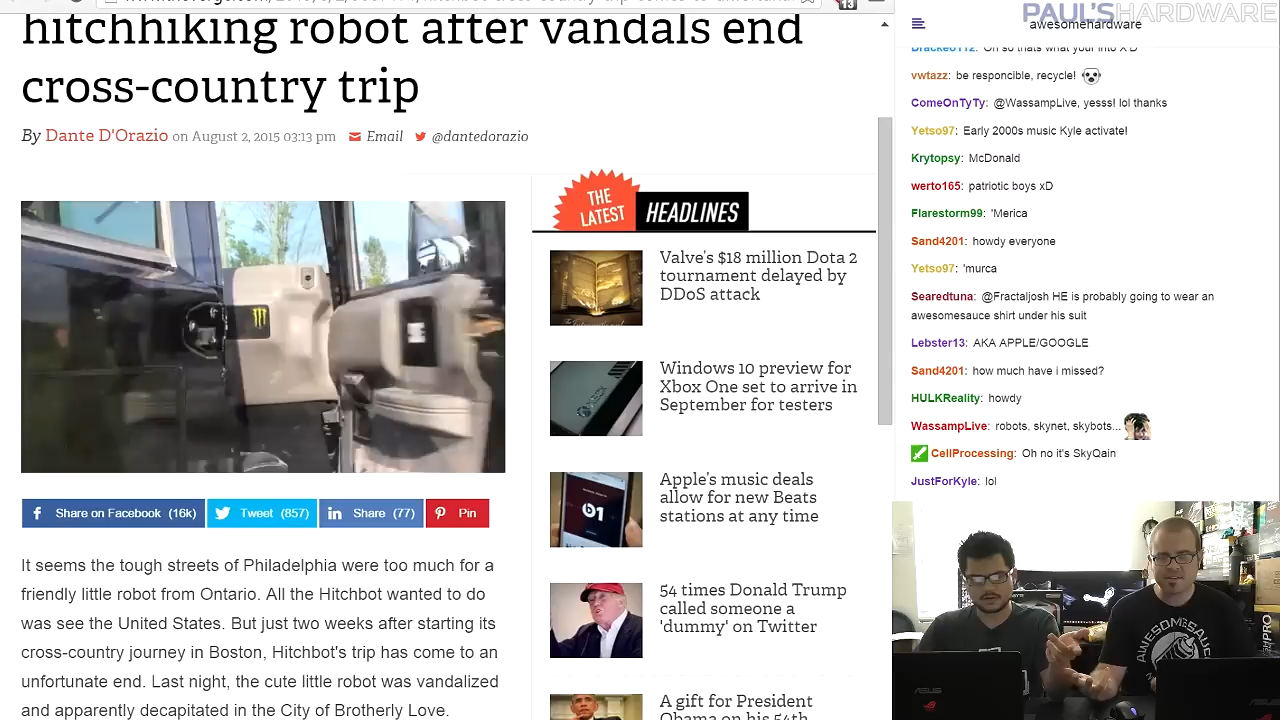 hitchhiking robot after vandals end
cross-country trip
By Dante D'Orazio on August 2, 2015 03:13 pm Email @dantedorazio
THE
LATEST
HEADLINES
Valve's $18 million Dota 2
tournament delayed by
DDoS attack
Windows 10 preview for
Xbox One set to arrive in
September for testers
Apple's music deals
allow for new Beats
stations at any time
54 times Donald Trump
called someone a
'dummy' on Twitter
A gift for President
Obama on his 54th
Share on Facebook (16k)
Tweet (857)
Share (77)
Pin
It seems the tough streets of Philadelphia were too much for a
friendly little robot from Ontario. All the Hitchbot wanted to do
was see the United States. But just two weeks after starting its
cross-country journey in Boston, Hitchbot's trip has come to an
unfortunate end. Last night, the cute little robot was vandalized
and apparently decapitated in the City of Brotherly Love.
13
PAUL'SHARDWARE
awesomehardware
vwtazz: be responcible, recycle!
ComeOnTyTy: @WassampLive, yesss! lol thanks
Yetso97: Early 2000s music Kyle activate!
Krytopsy: McDonald
werto165: patriotic boys xD
Flarestorm99: 'Merica
Sand4201: howdy everyone
Yetso97: 'murca
Searedtuna: @Fractaljosh HE is probably going to wear an
awesomesauce shirt under his suit
Lebster13: AKA APPLE/GOOGLE
Sand4201: how much have i missed?
HULKReality: howdy
WassampLive: robots, skynet, skybots...
CellProcessing: Oh no it's SkyQain
JustForKyle: lol
AWESOMESAUCE
ASUS
ASUS